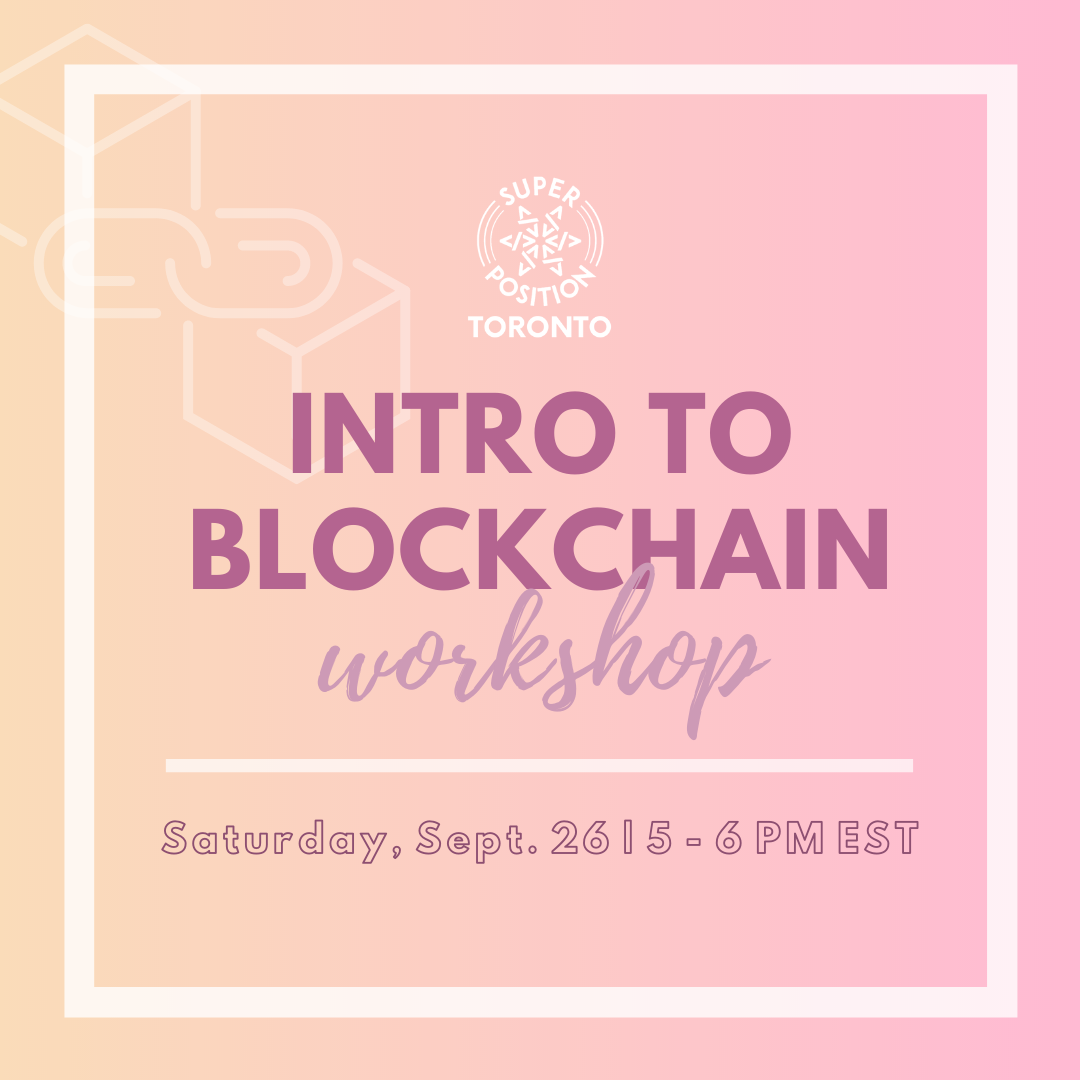 SUPER
POSITION
TORONTO
INTRO TO
BLOCKCHAIN
workshop
Saturday, Sept. 26 | 5 - 6 PM EST